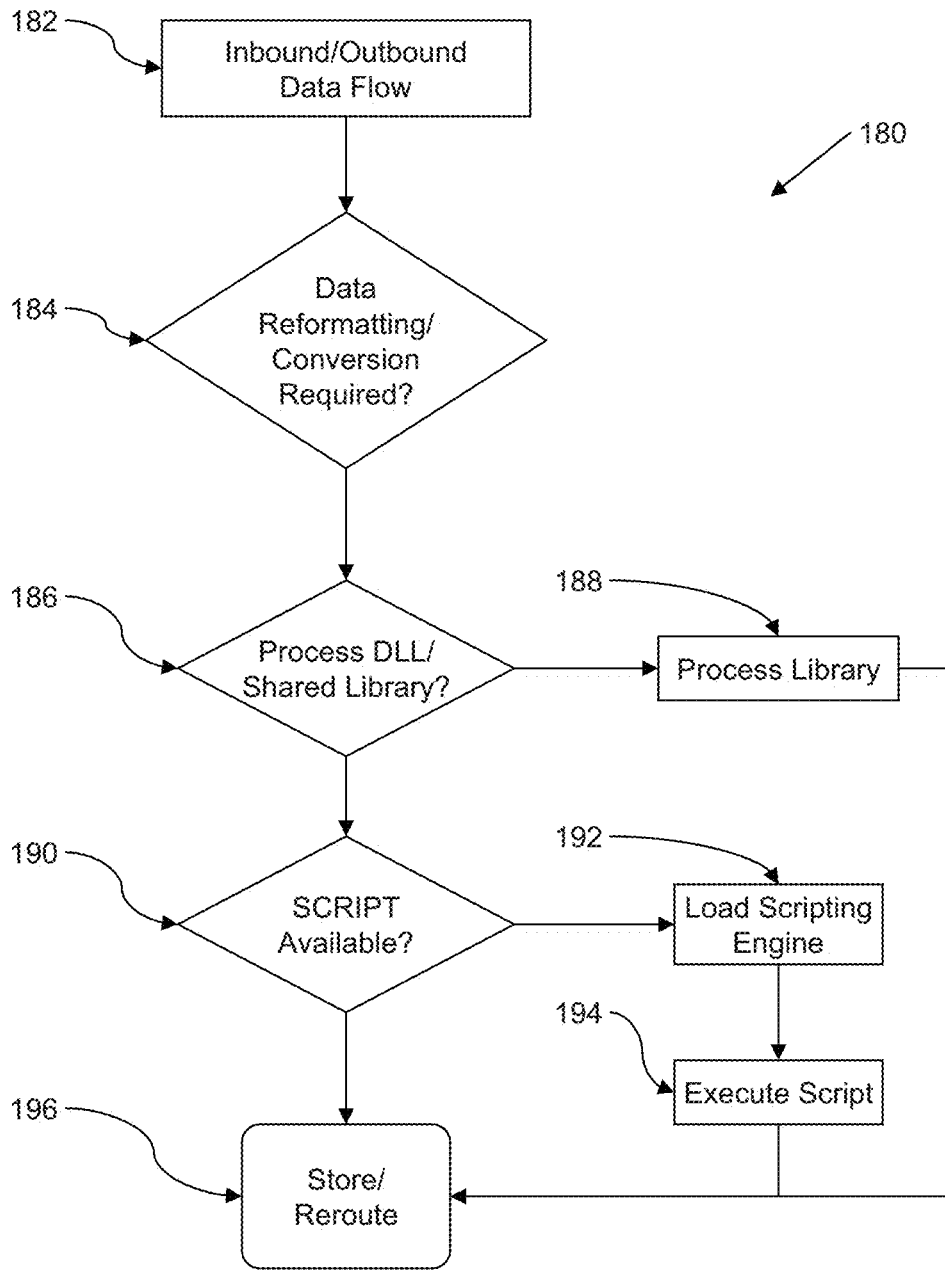 182
Inbound/Outbound
Data Flow
180
184
Data
Reformatting/
Conversion
Required?
186
Process DLL/
Shared Library?
188
Process Library
190
SCRIPT
Available?
192
Load Scripting
Engine
194
Execute Script
196
Store/
Reroute